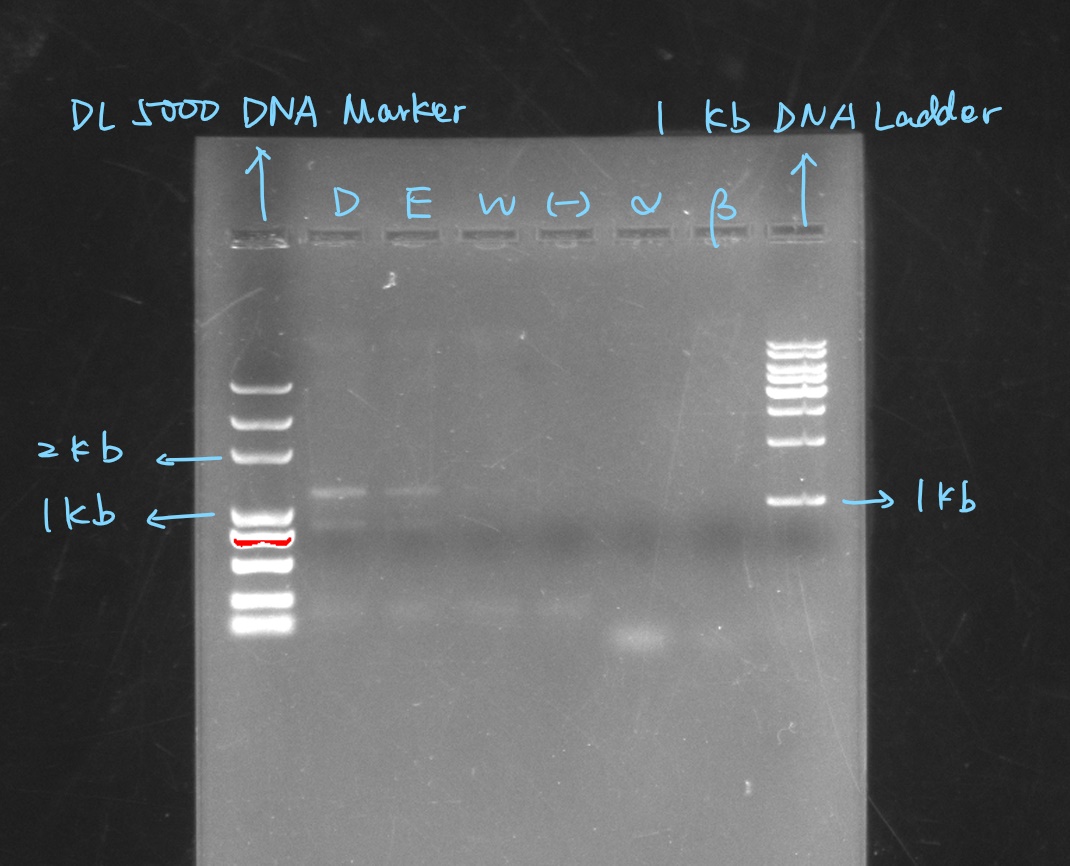 DL 5000 DNA Marker
1 kb DNA Ladder
D E W (-) α β
2kb
1kb
1kb